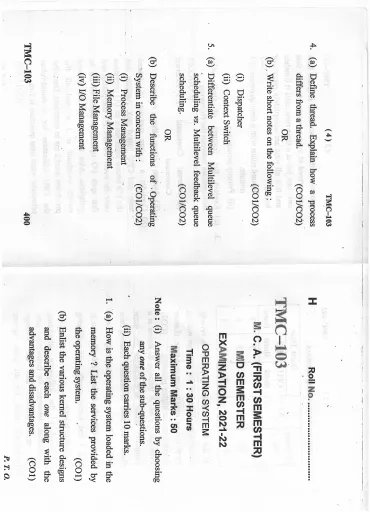 H Roll No. ..............................
TMC–103
M. C. A. (FIRST SEMESTER)
MID SEMESTER
EXAMINATION, 2021-22
OPERATING SYSTEM
Time : 1 : 30 Hours
Maximum Marks : 50
Note : (i) Answer all the questions by choosing
any one of the sub-questions.
(ii) Each question carries 10 marks.
1. (a) How is the operating system loaded in the
memory ? List the services provided by
the operating system. (CO1)
(b) Enlist the various kernel structure designs
and describe each one along with the
advantages and disadvantages. (CO1)
P. T. O.
( 4 ) TMC–103
4. (a) Define thread. Explain how a process
differs from a thread. (CO1/CO2)
OR
(b) Write short notes on the following :
(CO1/CO2)
(i) Dispatcher
(ii) Context Switch
5. (a) Differentiate between Multilevel queue
scheduling vs. Multilevel feedback queue
scheduling. (CO1/CO2)
OR
(b) Describe the functions of Operating
System in concern with : (CO1/CO2)
(i) Process Management
(ii) Memory Management
(iii) File Management
(iv) I/O Management
TMC–103 400